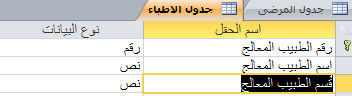 جدول المرضى جدول الاطباء
اسم الحقل نوع البيانات
رقم الطبيب المعالج رقم
اسم الطبيب المعالج نص
قسم الطبيب المعالج نص